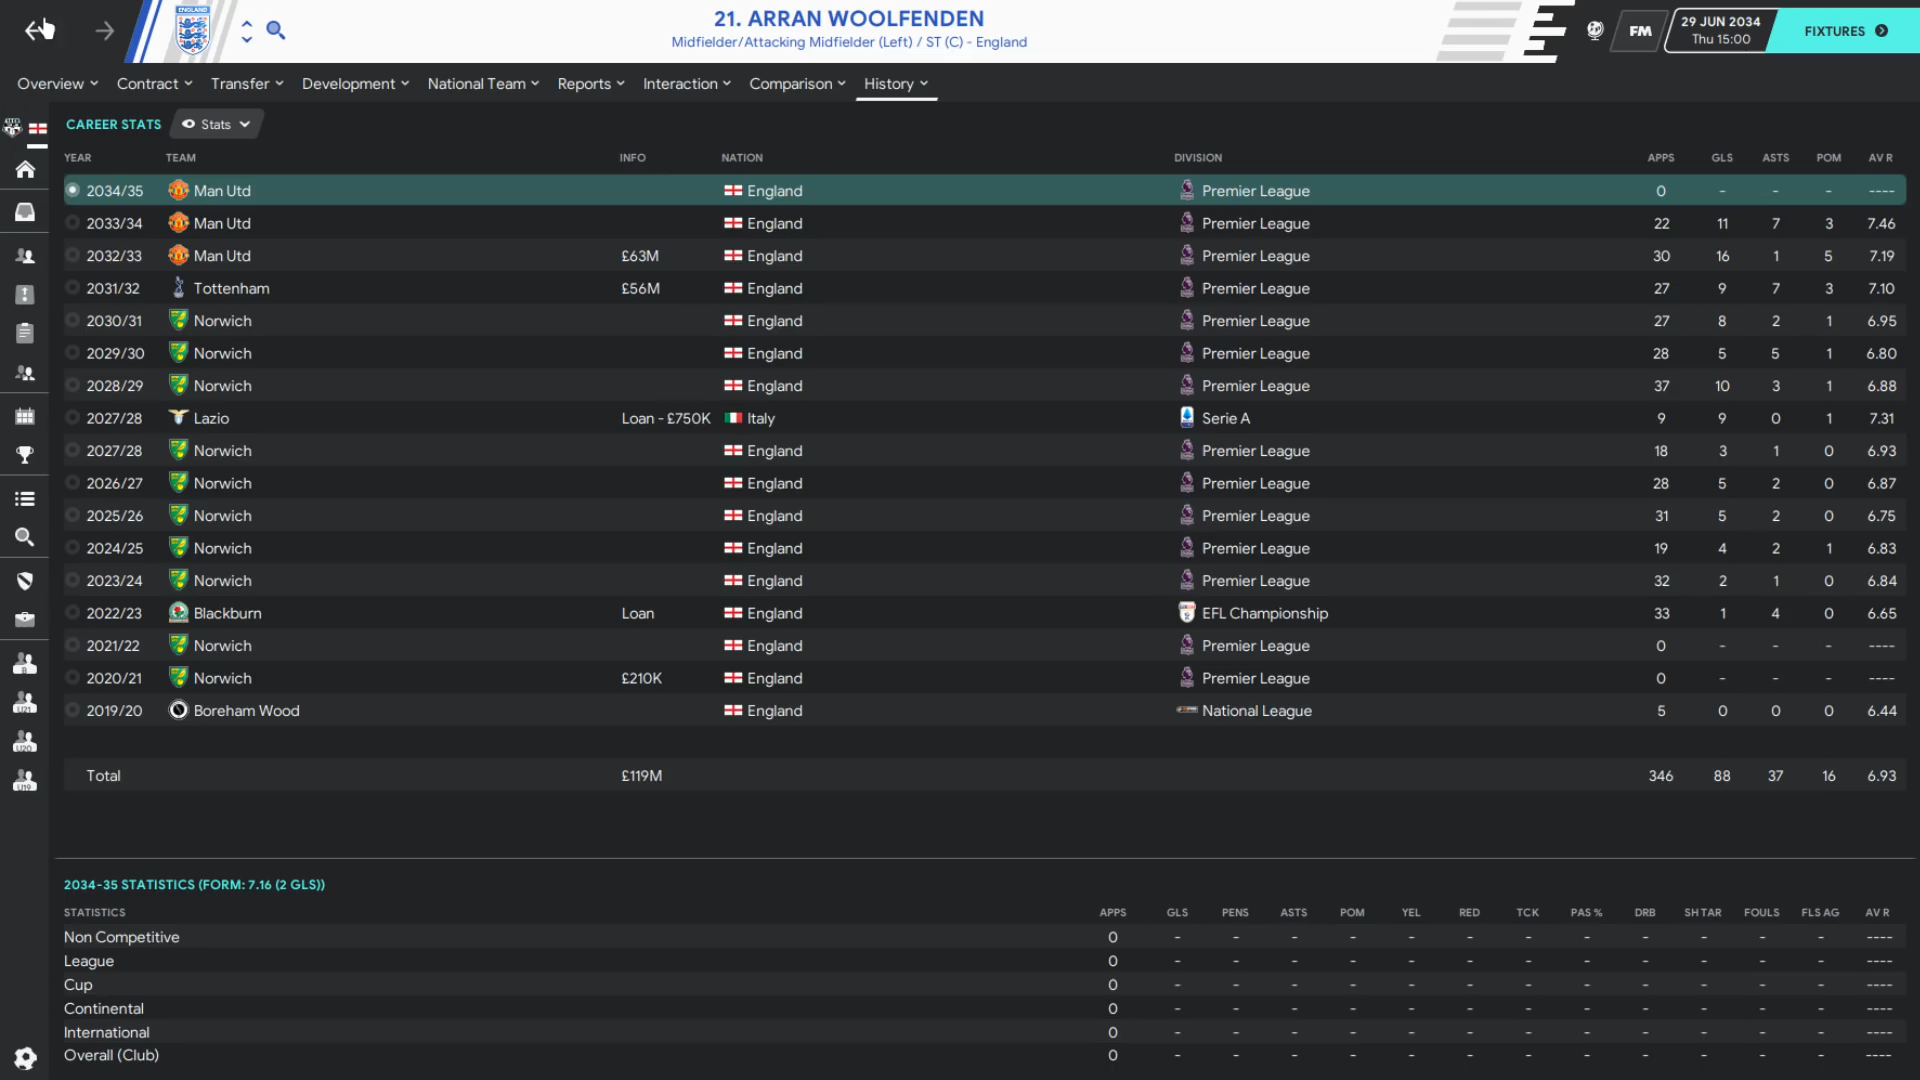 21. ARRAN WOOLFENDEN
Midfielder/Attacking Midfielder (Left) / ST (C) - England
ENGLAND
FM
29 JUN 2034
Thu 15:00
FIXTURES
Overview Contract Transfer Development National Team Reports Interaction Comparison History
CAREER STATS Stats
YEAR TEAM INFO NATION DIVISION APPS GLS ASTS POM AV R
2034/35 Man Utd England Premier League 0 - - - ----
2033/34 Man Utd England Premier League 22 11 7 3 7.46
2032/33 Man Utd £63M England Premier League 30 16 1 5 7.19
2031/32 Tottenham £56M England Premier League 27 9 7 3 7.10
2030/31 Norwich England Premier League 27 8 2 1 6.95
2029/30 Norwich England Premier League 28 5 5 1 6.80
2028/29 Norwich England Premier League 37 10 3 1 6.88
2027/28 Lazio Loan - £750K Italy Serie A 9 9 0 1 7.31
2027/28 Norwich England Premier League 18 3 1 0 6.93
2026/27 Norwich England Premier League 28 5 2 0 6.87
2025/26 Norwich England Premier League 31 5 2 0 6.75
2024/25 Norwich England Premier League 19 4 2 1 6.83
2023/24 Norwich England Premier League 32 2 1 0 6.84
2022/23 Blackburn Loan England EFL Championship 33 1 4 0 6.65
2021/22 Norwich England Premier League 0 - - - ----
2020/21 Norwich £210K England Premier League 0 - - - ----
2019/20 Boreham Wood England National League 5 0 0 0 6.44
Total £119M 346 88 37 16 6.93
2034-35 STATISTICS (FORM: 7.16 (2 GLS))
STATISTICS APPS GLS PENS ASTS POM YEL RED TCK PAS % DRB SH TAR FOULS FLS AG AV R
Non Competitive 0 - - - - - - - - - - - - ----
League 0 - - - - - - - - - - - - ----
Cup 0 - - - - - - - - - - - - ----
Continental 0 - - - - - - - - - - - - ----
International 0 - - - - - - - - - - - - ----
Overall (Club) 0 - - - - - - - - - - - - ----
B
U21
U20
U19